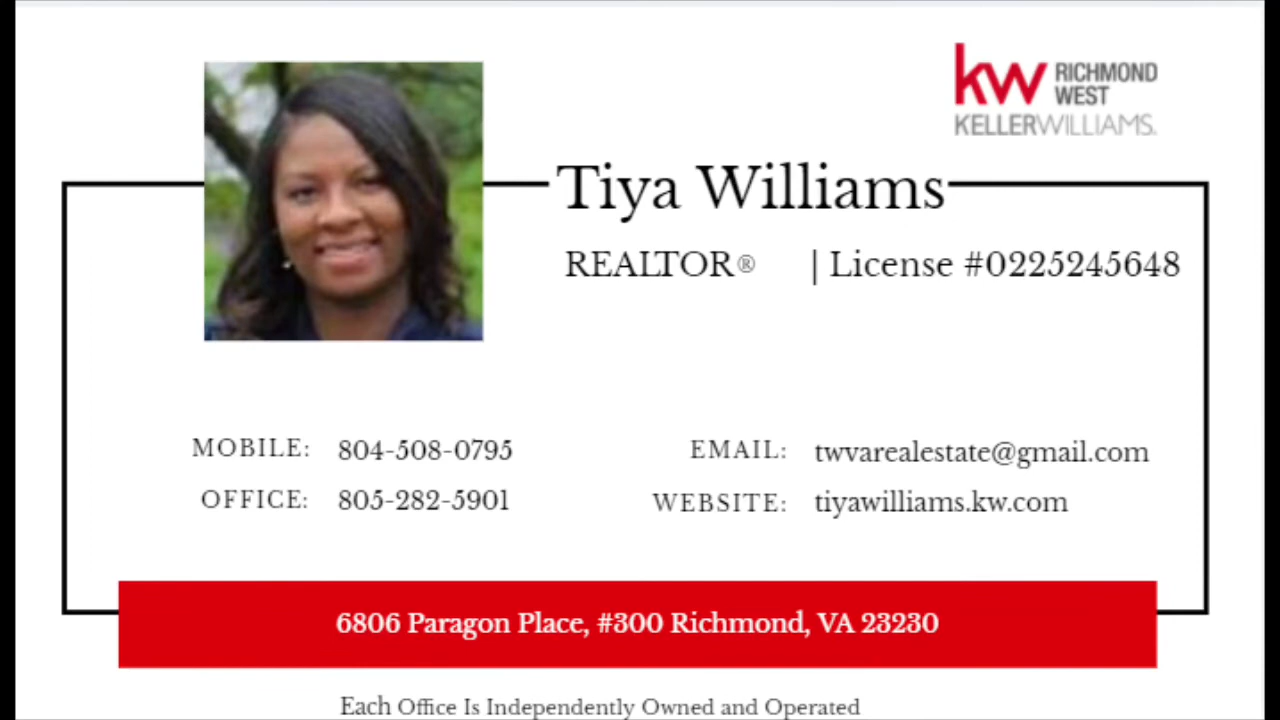 kw RICHMOND
WEST
KELLERWILLIAMS.
Tiya Williams
REALTOR® | License #0225245648
MOBILE: 804-508-0795
EMAIL: twvarealestate@gmail.com
OFFICE: 805-282-5901
WEBSITE: tiyawilliams.kw.com
6806 Paragon Place, #300 Richmond, VA 23230
Each Office Is Independently Owned and Operated